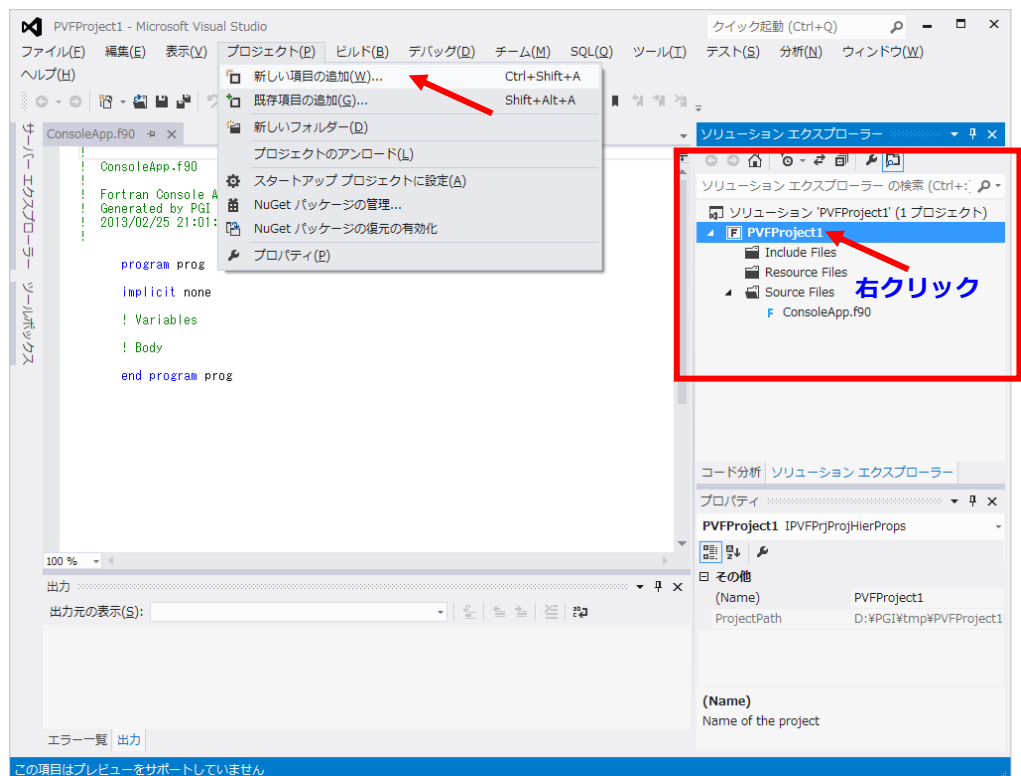 PVFProject1 - Microsoft Visual Studio
クイック起動 (Ctrl+Q)
ファイル(F) 編集(E) 表示(V) プロジェクト(P) ビルド(B) デバッグ(D) チーム(M) SQL(Q) ツール(T) テスト(S) 分析(N) ウィンドウ(W)
ヘルプ(H)
新しい項目の追加(W)... Ctrl+Shift+A
既存項目の追加(G)... Shift+Alt+A
新しいフォルダー(D)
プロジェクトのアンロード(L)
スタートアップ プロジェクトに設定(A)
NuGet パッケージの管理...
NuGet パッケージの復元の有効化
プロパティ(P)
サーバー エクスプローラー
ツールボックス
ConsoleApp.f90
!
! ConsoleApp.f90
!
! Fortran Console A
! Generated by PGI
! 2013/02/25 21:01:
!
program prog
implicit none
! Variables
! Body
end program prog
100 %
出力
出力元の表示(S):
エラー一覧 出力
ソリューション エクスプローラー
ソリューション エクスプローラー の検索 (Ctrl+:)
ソリューション 'PVFProject1' (1 プロジェクト)
PVFProject1
Include Files
Resource Files
Source Files
ConsoleApp.f90
右クリック
コード分析 ソリューション エクスプローラー
プロパティ
PVFProject1 IPVFPrjProjHierProps
その他
(Name) PVFProject1
ProjectPath D:¥PGI¥tmp¥PVFProject1
(Name)
Name of the project
この項目はプレビューをサポートしていません